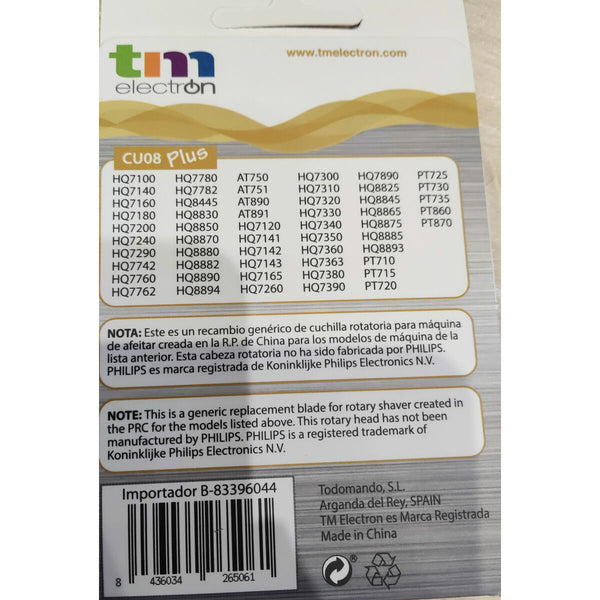 tm
electron
www.tmelectron.com
CU08 Plus
HQ7100 HQ7780 AT750 HQ7300 HQ7890 PT725
HQ7140 HQ7782 AT751 HQ7310 HQ8825 PT730
HQ7160 HQ8445 AT890 HQ7320 HQ8845 PT735
HQ7180 HQ8830 AT891 HQ7330 HQ8865 PT860
HQ7200 HQ8850 HQ7120 HQ7340 HQ8875 PT870
HQ7240 HQ8870 HQ7141 HQ7350 HQ8885
HQ7290 HQ8880 HQ7142 HQ7360 HQ8893
HQ7742 HQ8882 HQ7143 HQ7363 PT710
HQ7760 HQ8890 HQ7165 HQ7380 PT715
HQ7762 HQ8894 HQ7260 HQ7390 PT720
NOTA: Este es un recambio genérico de cuchilla rotatoria para máquina
de afeitar creada en la R.P. de China para los modelos de máquina de la
lista anterior. Esta cabeza rotatoria no ha sido fabricada por PHILIPS.
PHILIPS es marca registrada de Koninklijke Philips Electronics N.V.
NOTE: This is a generic replacement blade for rotary shaver created in
the PRC for the models listed above. This rotary head has not been
manufactured by PHILIPS. PHILIPS is a registered trademark of
Koninklijke Philips Electronics N.V.
Importador B-83396044
8 436034 265061
Todomando, S.L.
Arganda del Rey, SPAIN
TM Electron es Marca Registrada
Made in China
®